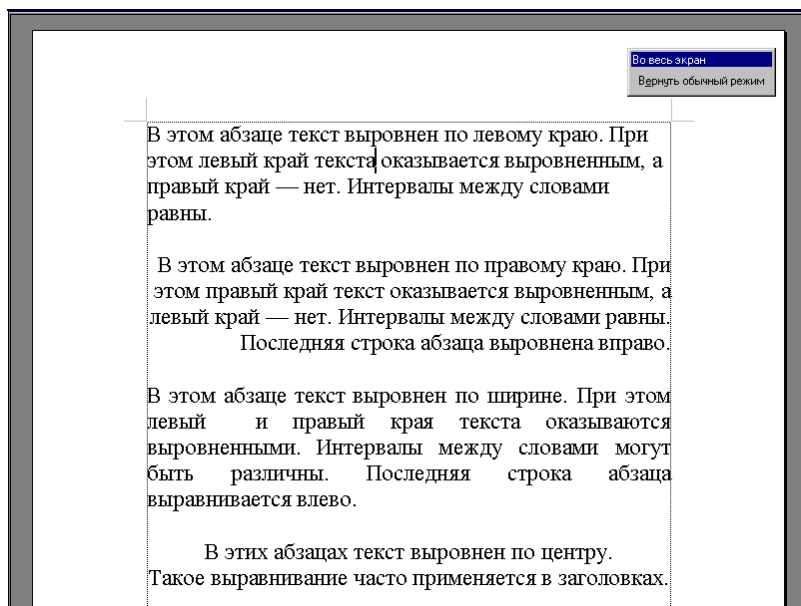 Во весь экран
Вернуть обычный режим
В этом абзаце текст выровнен по левому краю. При
этом левый край текста оказывается выровненным, а
правый край — нет. Интервалы между словами
равны.
В этом абзаце текст выровнен по правому краю. При
этом правый край текст оказывается выровненным, а
левый край — нет. Интервалы между словами равны.
Последняя строка абзаца выровнена вправо.
В этом абзаце текст выровнен по ширине. При этом
левый и правый края текста оказываются
выровненными. Интервалы между словами могут
быть различны. Последняя строка абзаца
выравнивается влево.
В этих абзацах текст выровнен по центру.
Такое выравнивание часто применяется в заголовках.